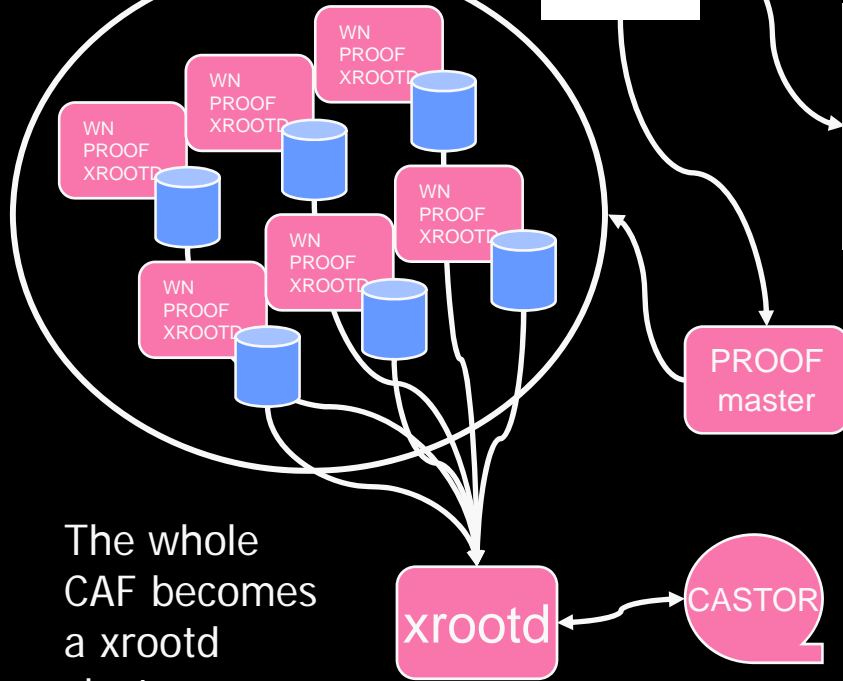 WN
PROOF
XROOTD
WN
PROOF
XROOTD
WN
PROOF
XROOTD
WN
PROOF
XROOTD
WN
PROOF
XROOTD
WN
PROOF
XROOTD
PROOF
master
The whole
CAF becomes
a xrootd
xrootd
CASTOR